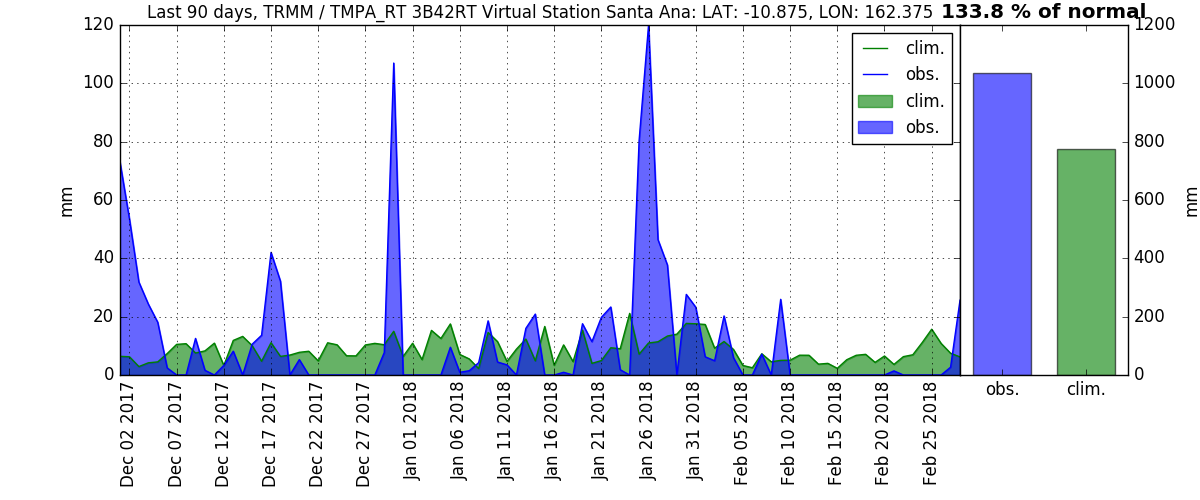 Last 90 days, TRMM / TMPA_RT 3B42RT Virtual Station Santa Ana: LAT: -10.875, LON: 162.375 133.8 % of normal
120
100
80
60
40
20
0
mm
clim.
obs.
clim.
obs.
1200
1000
800
600
400
200
0
mm
Dec 02 2017
Dec 07 2017
Dec 12 2017
Dec 17 2017
Dec 22 2017
Dec 27 2017
Jan 01 2018
Jan 06 2018
Jan 11 2018
Jan 16 2018
Jan 21 2018
Jan 26 2018
Jan 31 2018
Feb 05 2018
Feb 10 2018
Feb 15 2018
Feb 20 2018
Feb 25 2018
obs.
clim.